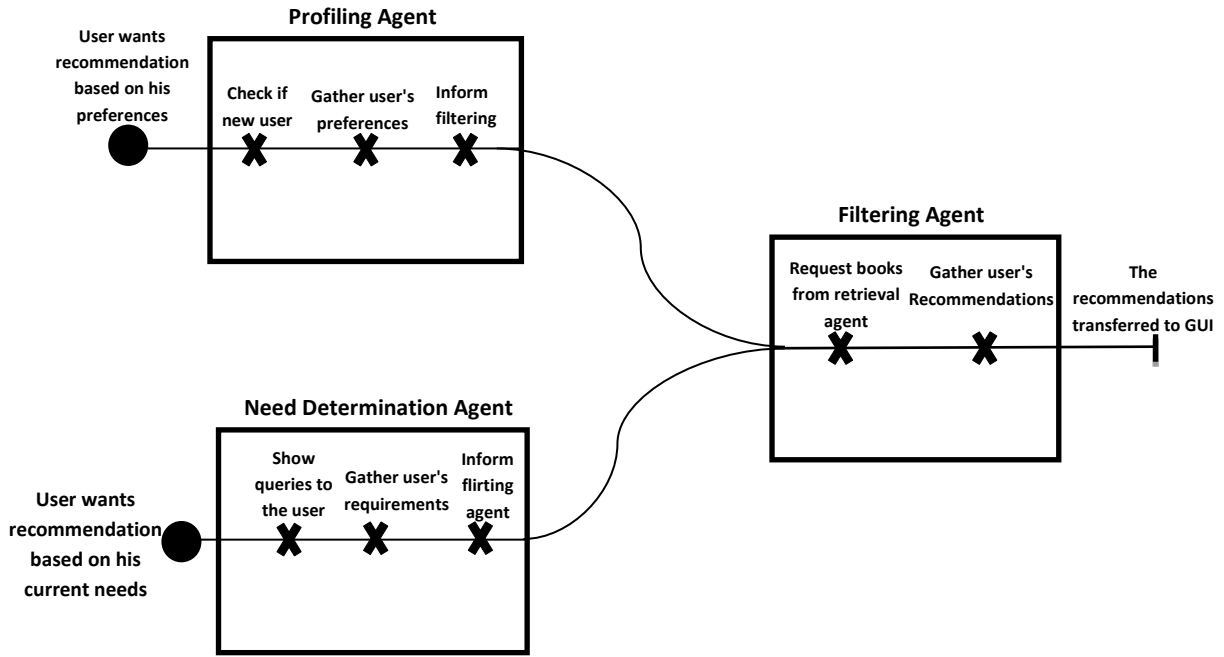 Profiling Agent
User wants
recommendation
based on his
preferences
Check if
new user
Gather user's
preferences
Inform
filtering
Filtering Agent
Request books
from retrieval
agent
Gather user's
Recommendations
The
recommendations
transferred to GUI
Need Determination Agent
User wants
recommendation
based on his
current needs
Show
queries to
the user
Gather user's
requirements
Inform
flirting
agent